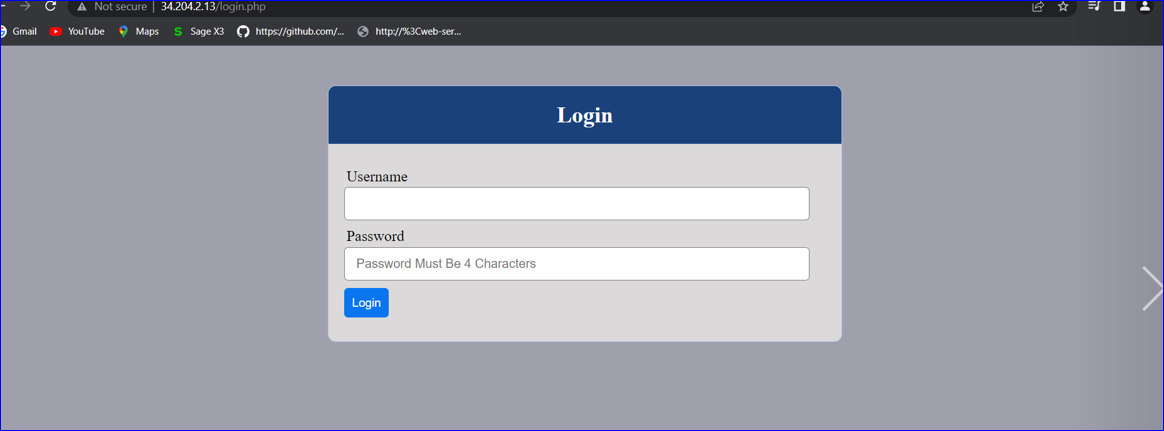 Not secure | 34.204.2.13/login.php
Gmail YouTube Maps S Sage X3 https://github.com/... http://%3Cweb-ser...
Login
Username
Password
Password Must Be 4 Characters
Login